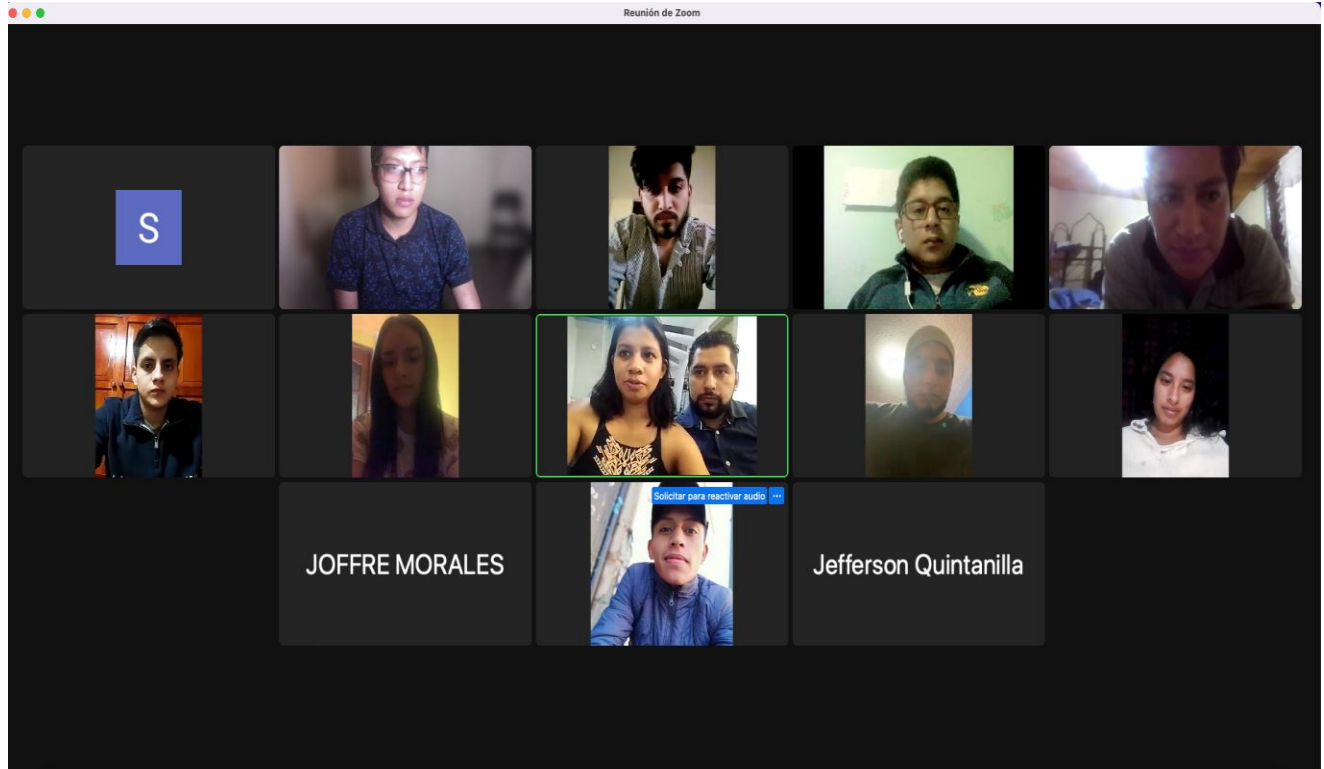 Reunión de Zoom
S
Solicitar para reactivar audio ...
JOFFRE MORALES
Jefferson Quintanilla